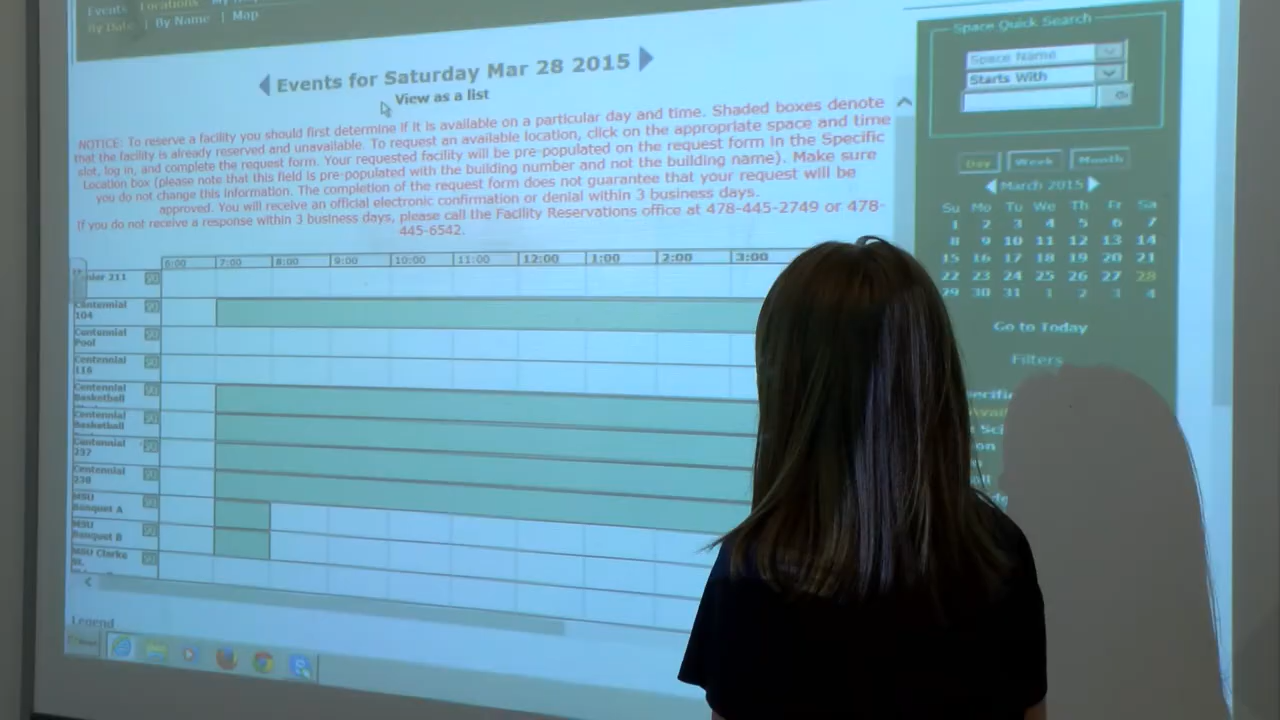 Events Locations
By Date | By Name | Map
Events for Saturday Mar 28 2015
View as a list
NOTICE: To reserve a facility you should first determine if it is available on a particular day and time. Shaded boxes denote
that the facility is already reserved and unavailable. To request an available location, click on the appropriate space and time
slot, log in, and complete the request form. Your requested facility will be pre-populated on the request form in the Specific
Location box (please note that this field is pre-populated with the building number and not the building name). Make sure
you do not change this information. The completion of the request form does not guarantee that your request will be
approved. You will receive an official electronic confirmation or denial within 3 business days.
If you do not receive a response within 3 business days, please call the Facility Reservations office at 478-445-2749 or 478-
445-6542.
6:00 7:00 8:00 9:00 10:00 11:00 12:00 1:00 2:00 3:00
211
Centennial
104
Centennial
Pool
Centennial
116
Centennial
Basketball
Centennial
Basketball
Centennial
237
Centennial
238
MSU
Banquet A
MSU
Banquet B
MSU Clarke
St.
Legend
Space Quick Search
Space Name
Starts With
Day Week Month
March 2015
Su Mo Tu We Th Fr Sa
1 2 3 4 5 6 7
8 9 10 11 12 13 14
15 16 17 18 19 20 21
22 23 24 25 26 27 28
29 30 31 1 2 3 4
Go to Today
Filters